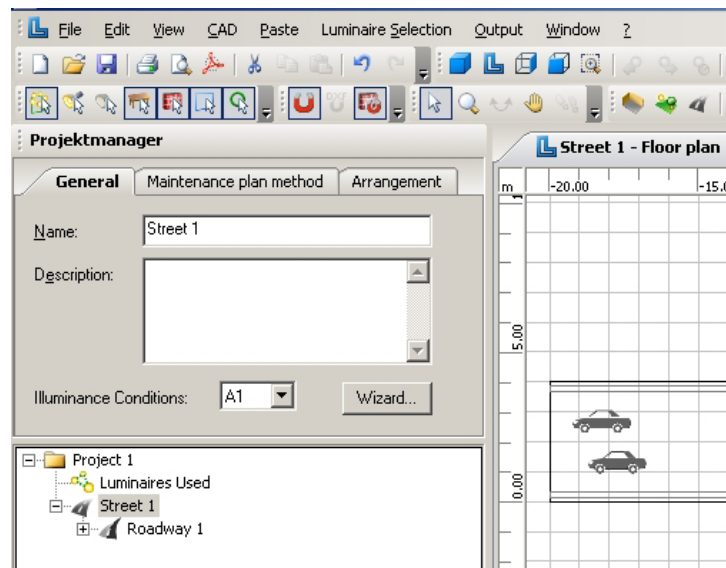 File Edit View CAD Paste Luminaire Selection Output Window ?
Projektmanager
General Maintenance plan method Arrangement
Name: Street 1
Description:
Illuminance Conditions: A1 Wizard...
Project 1
Luminaires Used
Street 1
Roadway 1
Street 1 - Floor plan
m -20.00 -15.0
5.00
0.00